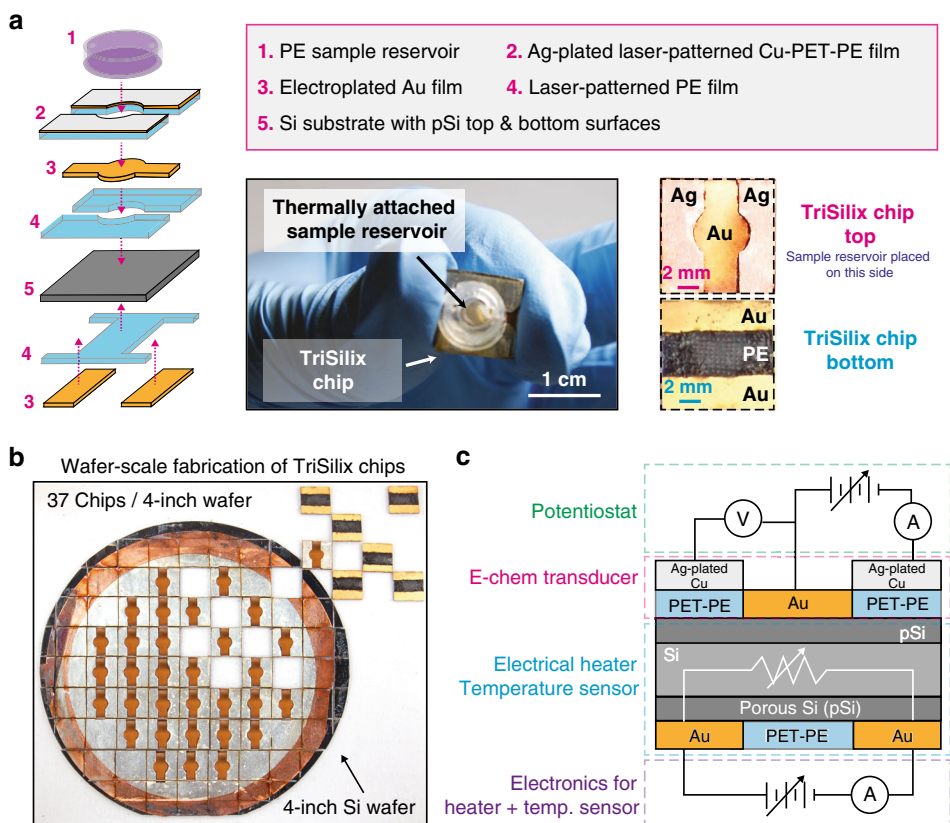 a
1
2
3
4
5
4
3
1. PE sample reservoir
2. Ag-plated laser-patterned Cu-PET-PE film
3. Electroplated Au film
4. Laser-patterned PE film
5. Si substrate with pSi top & bottom surfaces
Thermally attached
sample reservoir
TriSilix
chip
1 cm
Ag
Ag
Au
2 mm
TriSilix chip
top
Sample reservoir placed
on this side
Au
PE
2 mm
Au
TriSilix chip
bottom
b
Wafer-scale fabrication of TriSilix chips
37 Chips / 4-inch wafer
4-inch Si wafer
c
Potentiostat
V
A
E-chem transducer
Ag-plated
Cu
Ag-plated
Cu
PET-PE
Au
PET-PE
pSi
Si
Electrical heater
Temperature sensor
Porous Si (pSi)
Au
PET-PE
Au
Electronics for
heater + temp. sensor
A